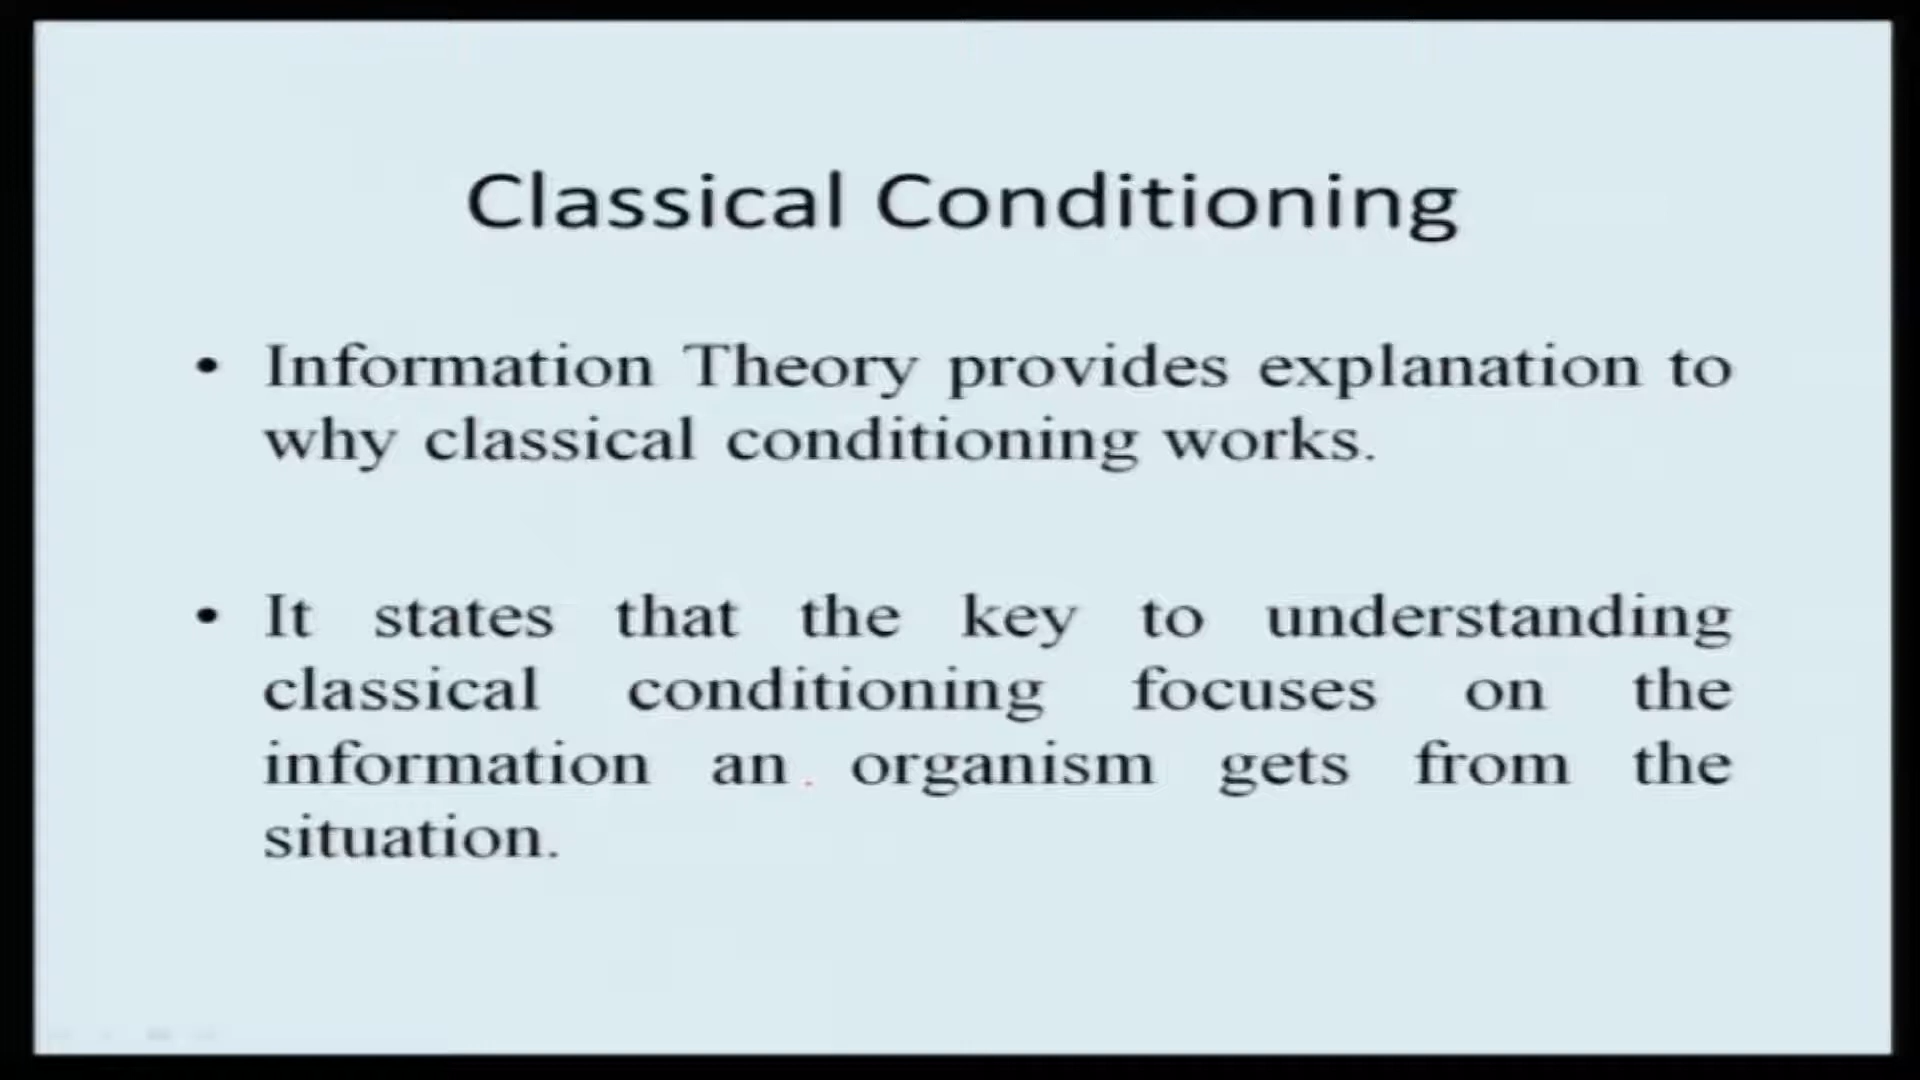 Classical Conditioning
• Information Theory provides explanation to
why classical conditioning works.
• It states that the key to understanding
classical conditioning focuses on the
information an organism gets from the
situation.